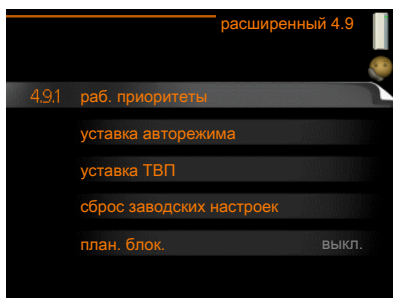 расширенный 4.9
4.9.1 раб. приоритеты
уставка авторежима
уставка ТВП
сброс заводских настроек
план. блок. выкл.